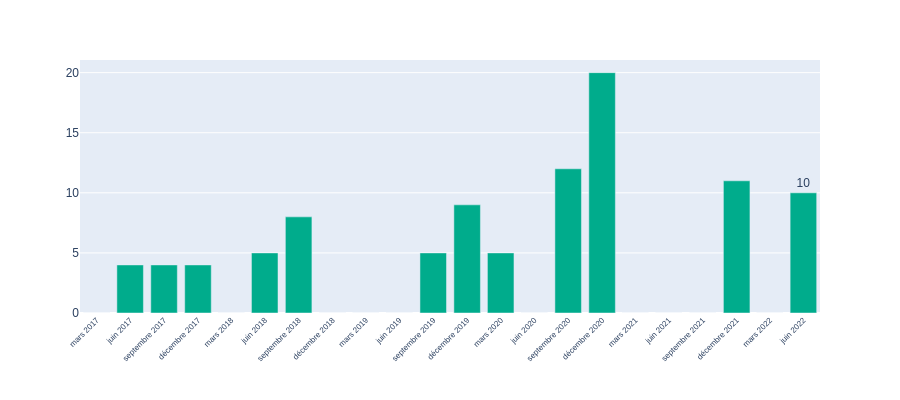 20
15
10
5
0
10
mars 2017
juin 2017
septembre 2017
décembre 2017
mars 2018
juin 2018
septembre 2018
décembre 2018
mars 2019
juin 2019
septembre 2019
décembre 2019
mars 2020
juin 2020
septembre 2020
décembre 2020
mars 2021
juin 2021
septembre 2021
décembre 2021
mars 2022
juin 2022